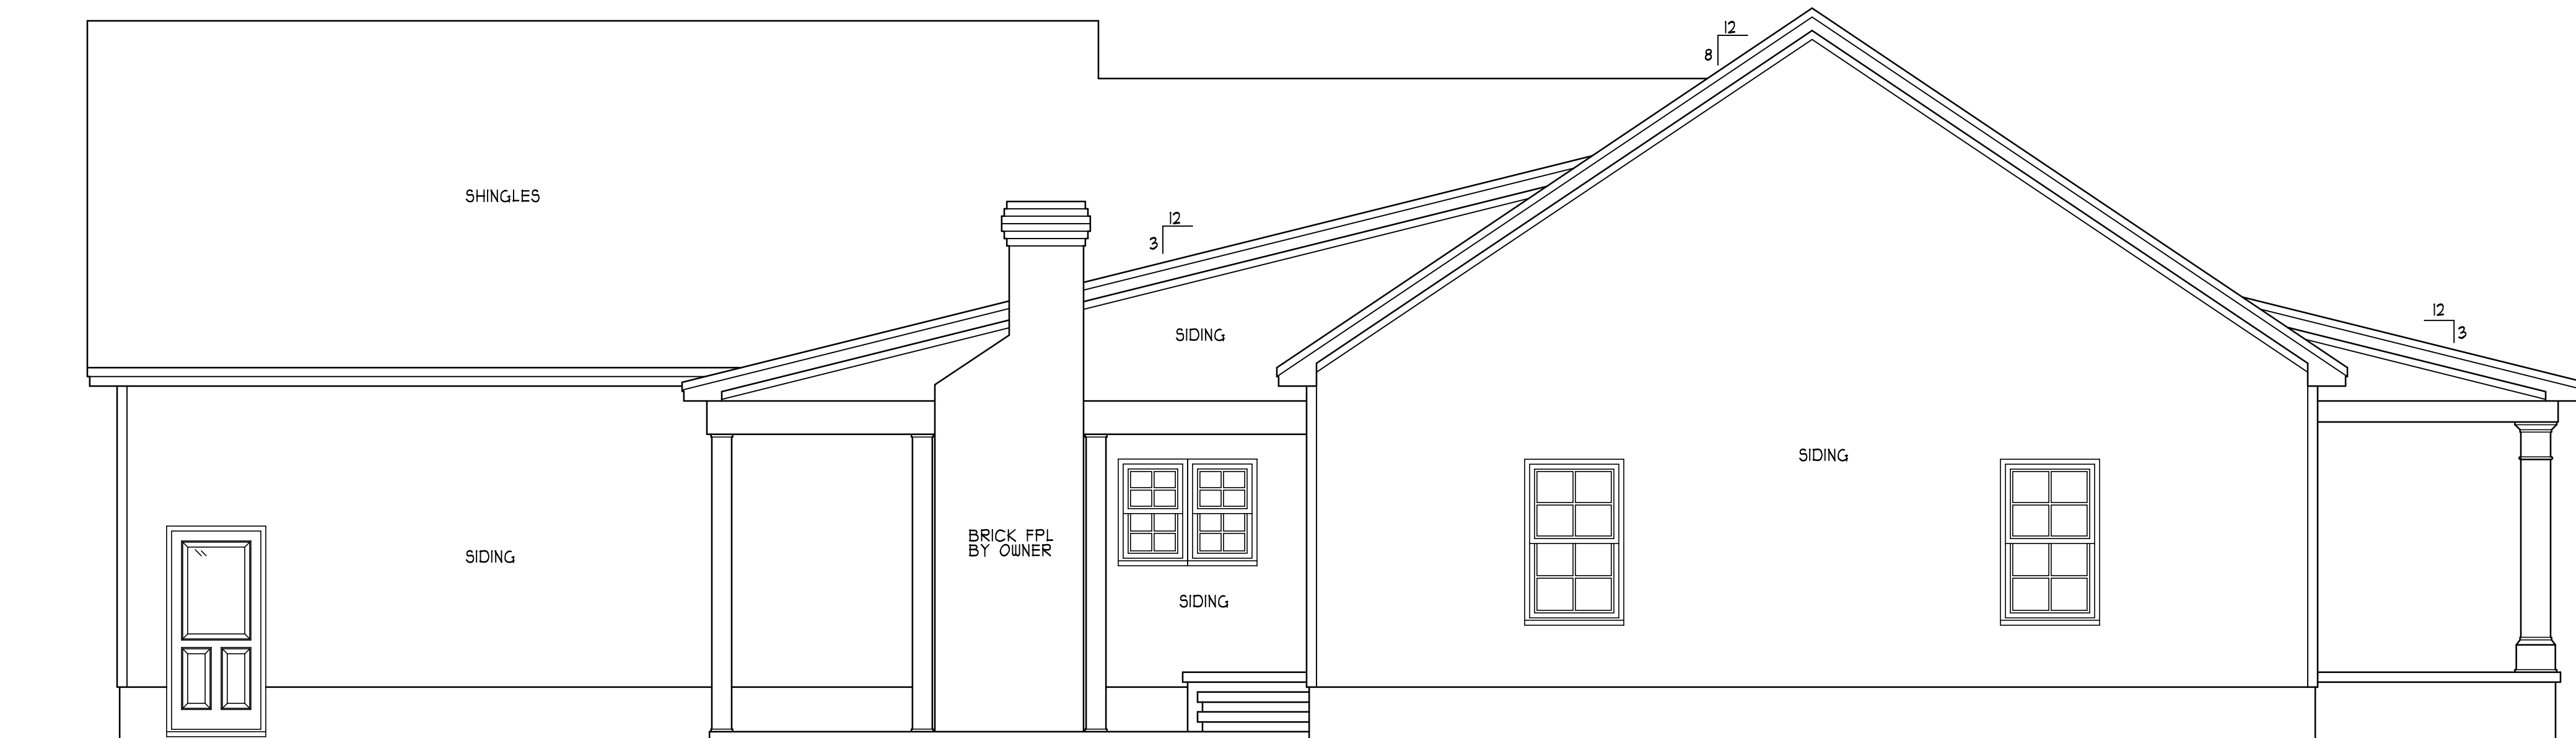 12
8
SHINGLES
12
3
12
3
SIDING
SIDING
BRICK FPL
BY OWNER
SIDING
SIDING